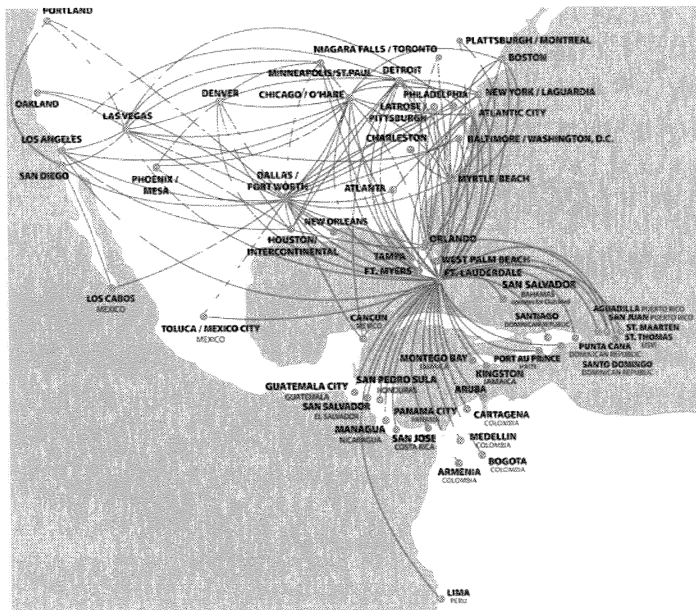 PORTLAND
PLATTSBURGH / MONTREAL
NIAGARA FALLS / TORONTO
BOSTON
MINNEAPOLIS/ST.PAUL
DETROIT
DENVER
CHICAGO / O'HARE
PHILADELPHIA
NEW YORK / LAGUARDIA
OAKLAND
LATROBE
LAS VEGAS
PITTSBURGH
ATLANTIC CITY
LOS ANGELES
CHARLESTON
BALTIMORE / WASHINGTON, D.C.
SAN DIEGO
PHOENIX /
MESA
DALLAS /
FORT WORTH
ATLANTA
MYRTLE BEACH
NEW ORLEANS
HOUSTON/
INTERCONTINENTAL
ORLANDO
TAMPA
WEST PALM BEACH
FT. MYERS
FT. LAUDERDALE
LOS CABOS
MEXICO
SAN SALVADOR
BAHAMAS
TOLUCA / MEXICO CITY
MEXICO
CANCUN
MEXICO
SANTIAGO
DOMINICAN REPUBLIC
AGUADILLA PUERTO RICO
SAN JUAN PUERTO RICO
ST. MAARTEN
ST. THOMAS
USVI
PUNTA CANA
DOMINICAN REPUBLIC
SANTO DOMINGO
DOMINICAN REPUBLIC
MONTEGO BAY
JAMAICA
PORT AU PRINCE
HAITI
KINGSTON
JAMAICA
GUATEMALA CITY
GUATEMALA
SAN PEDRO SULA
HONDURAS
ARUBA
SAN SALVADOR
EL SALVADOR
PANAMA CITY
PANAMA
CARTAGENA
COLOMBIA
MANAGUA
NICARAGUA
SAN JOSE
COSTA RICA
MEDELLIN
COLOMBIA
ARMENIA
COLOMBIA
BOGOTA
COLOMBIA
LIMA
PERU